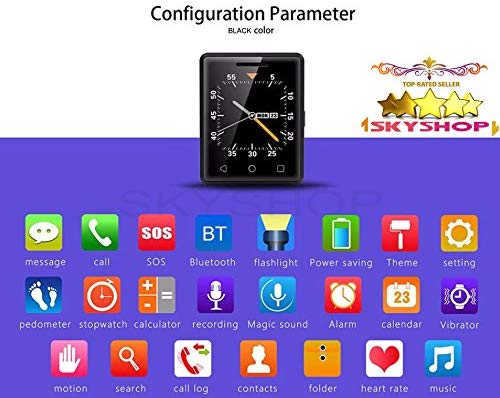 Configuration Parameter
BLACK color
TOP-RATED SELLER
1SKYSHOP
55 5
50 10
45 15
40 20
35 30 25
SKYSHOP
SOS BT
message call SOS Bluetooth flashlight Power saving Theme setting
23
pedometer stopwatch calculator recording Magic sound Alarm calendar Vibrator
motion search call log contacts folder heart rate music